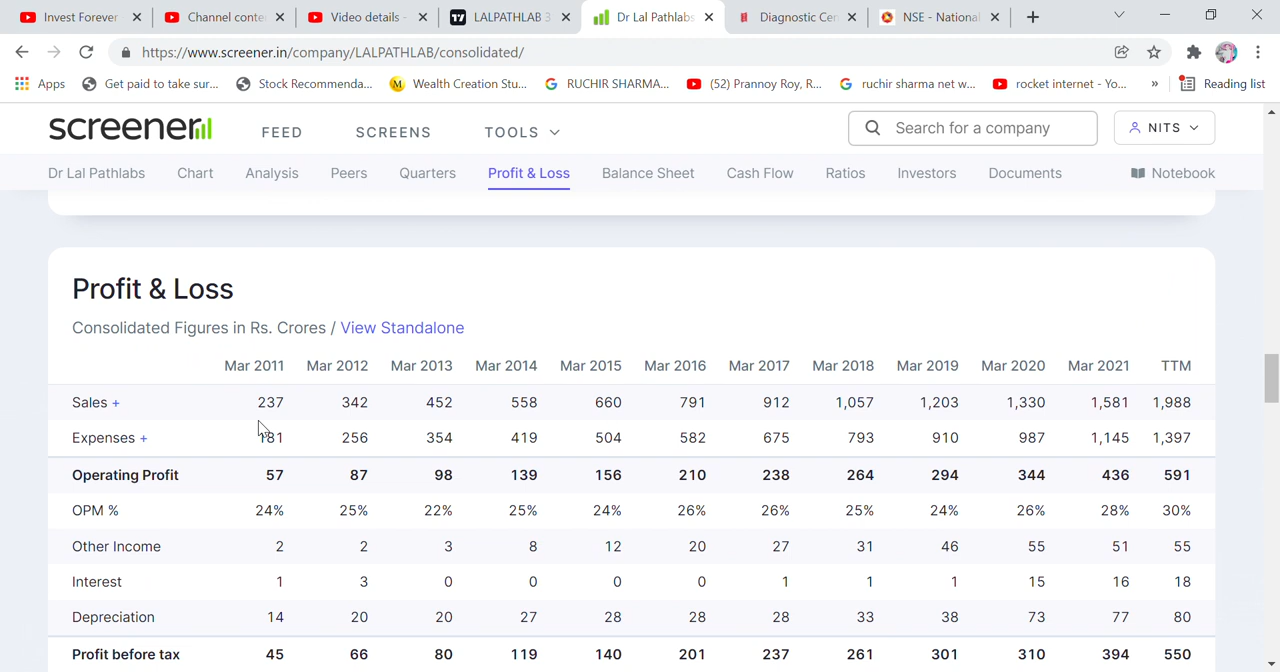 Invest Forever Channel conte Video details - LALPATHLAB 3 Dr Lal Pathlabs Diagnostic Cen NSE - National
https://www.screener.in/company/LALPATHLAB/consolidated/
Apps Get paid to take sur... Stock Recommenda... M Wealth Creation Stu... RUCHIR SHARMA... (52) Prannoy Roy, R... ruchir sharma net w... rocket internet - Yo... » Reading list
screener FEED SCREENS TOOLS Search for a company NITS
Dr Lal Pathlabs Chart Analysis Peers Quarters Profit & Loss Balance Sheet Cash Flow Ratios Investors Documents Notebook
Profit & Loss
Consolidated Figures in Rs. Crores / View Standalone
Mar 2011 Mar 2012 Mar 2013 Mar 2014 Mar 2015 Mar 2016 Mar 2017 Mar 2018 Mar 2019 Mar 2020 Mar 2021 TTM
Sales + 237 342 452 558 660 791 912 1,057 1,203 1,330 1,581 1,988
Expenses + 181 256 354 419 504 582 675 793 910 987 1,145 1,397
Operating Profit 57 87 98 139 156 210 238 264 294 344 436 591
OPM % 24% 25% 22% 25% 24% 26% 26% 25% 24% 26% 28% 30%
Other Income 2 2 3 8 12 20 27 31 46 55 51 55
Interest 1 3 0 0 0 0 1 1 1 15 16 18
Depreciation 14 20 20 27 28 28 28 33 38 73 77 80
Profit before tax 45 66 80 119 140 201 237 261 301 310 394 550